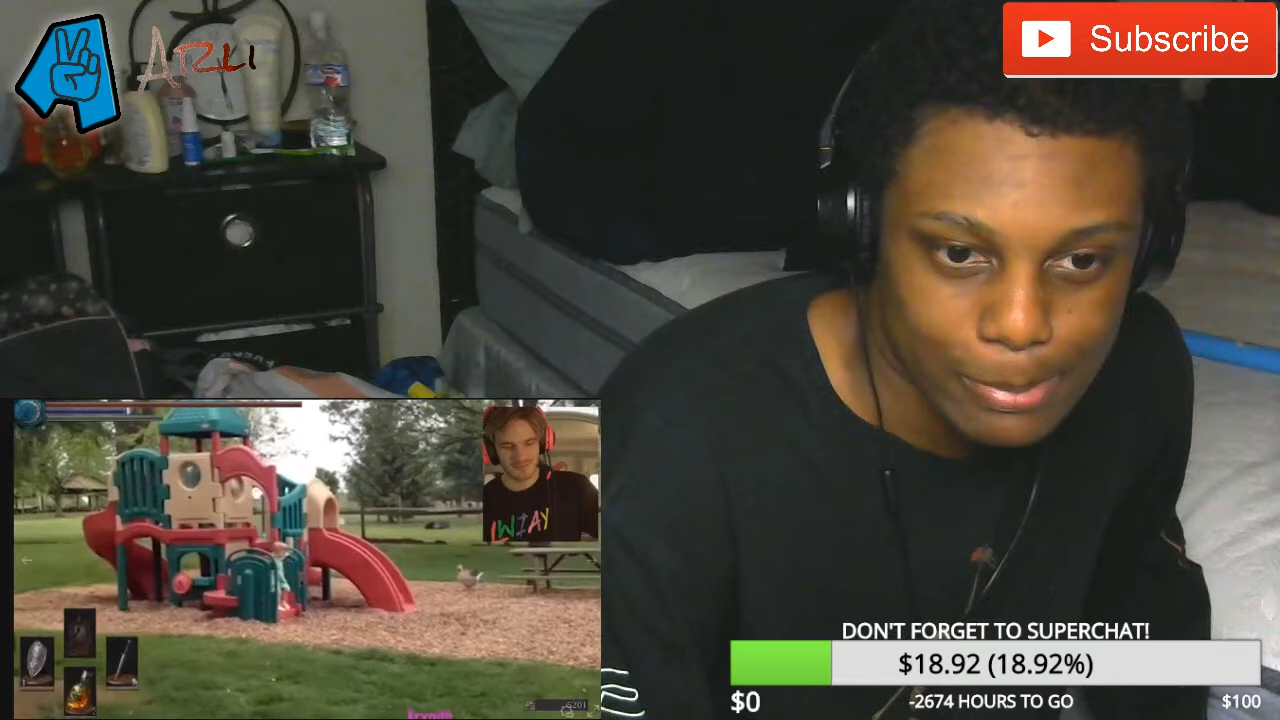 ARLI
Subscribe
LWIAY
DON'T FORGET TO SUPERCHAT!
$18.92 (18.92%)
$0
-2674 HOURS TO GO
$100